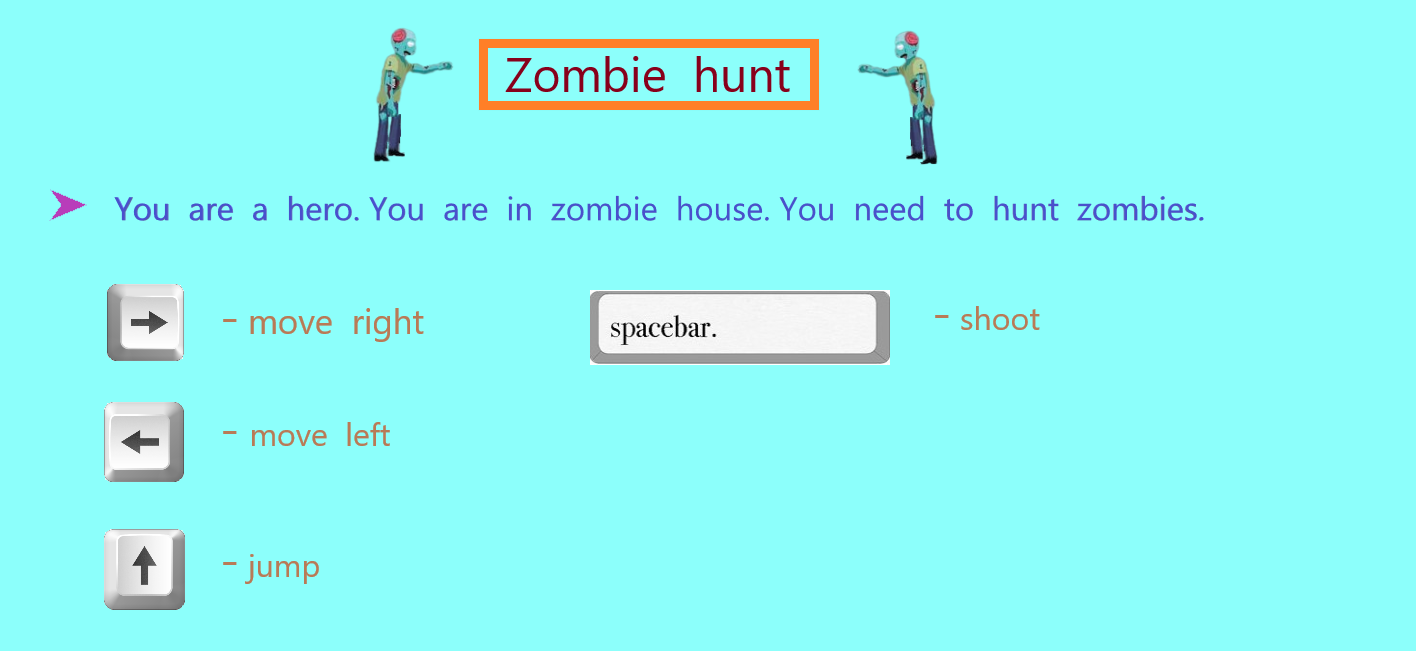 Zombie hunt
You are a hero. You are in zombie house. You need to hunt zombies.
- move right
spacebar.
- shoot
- move left
- jump